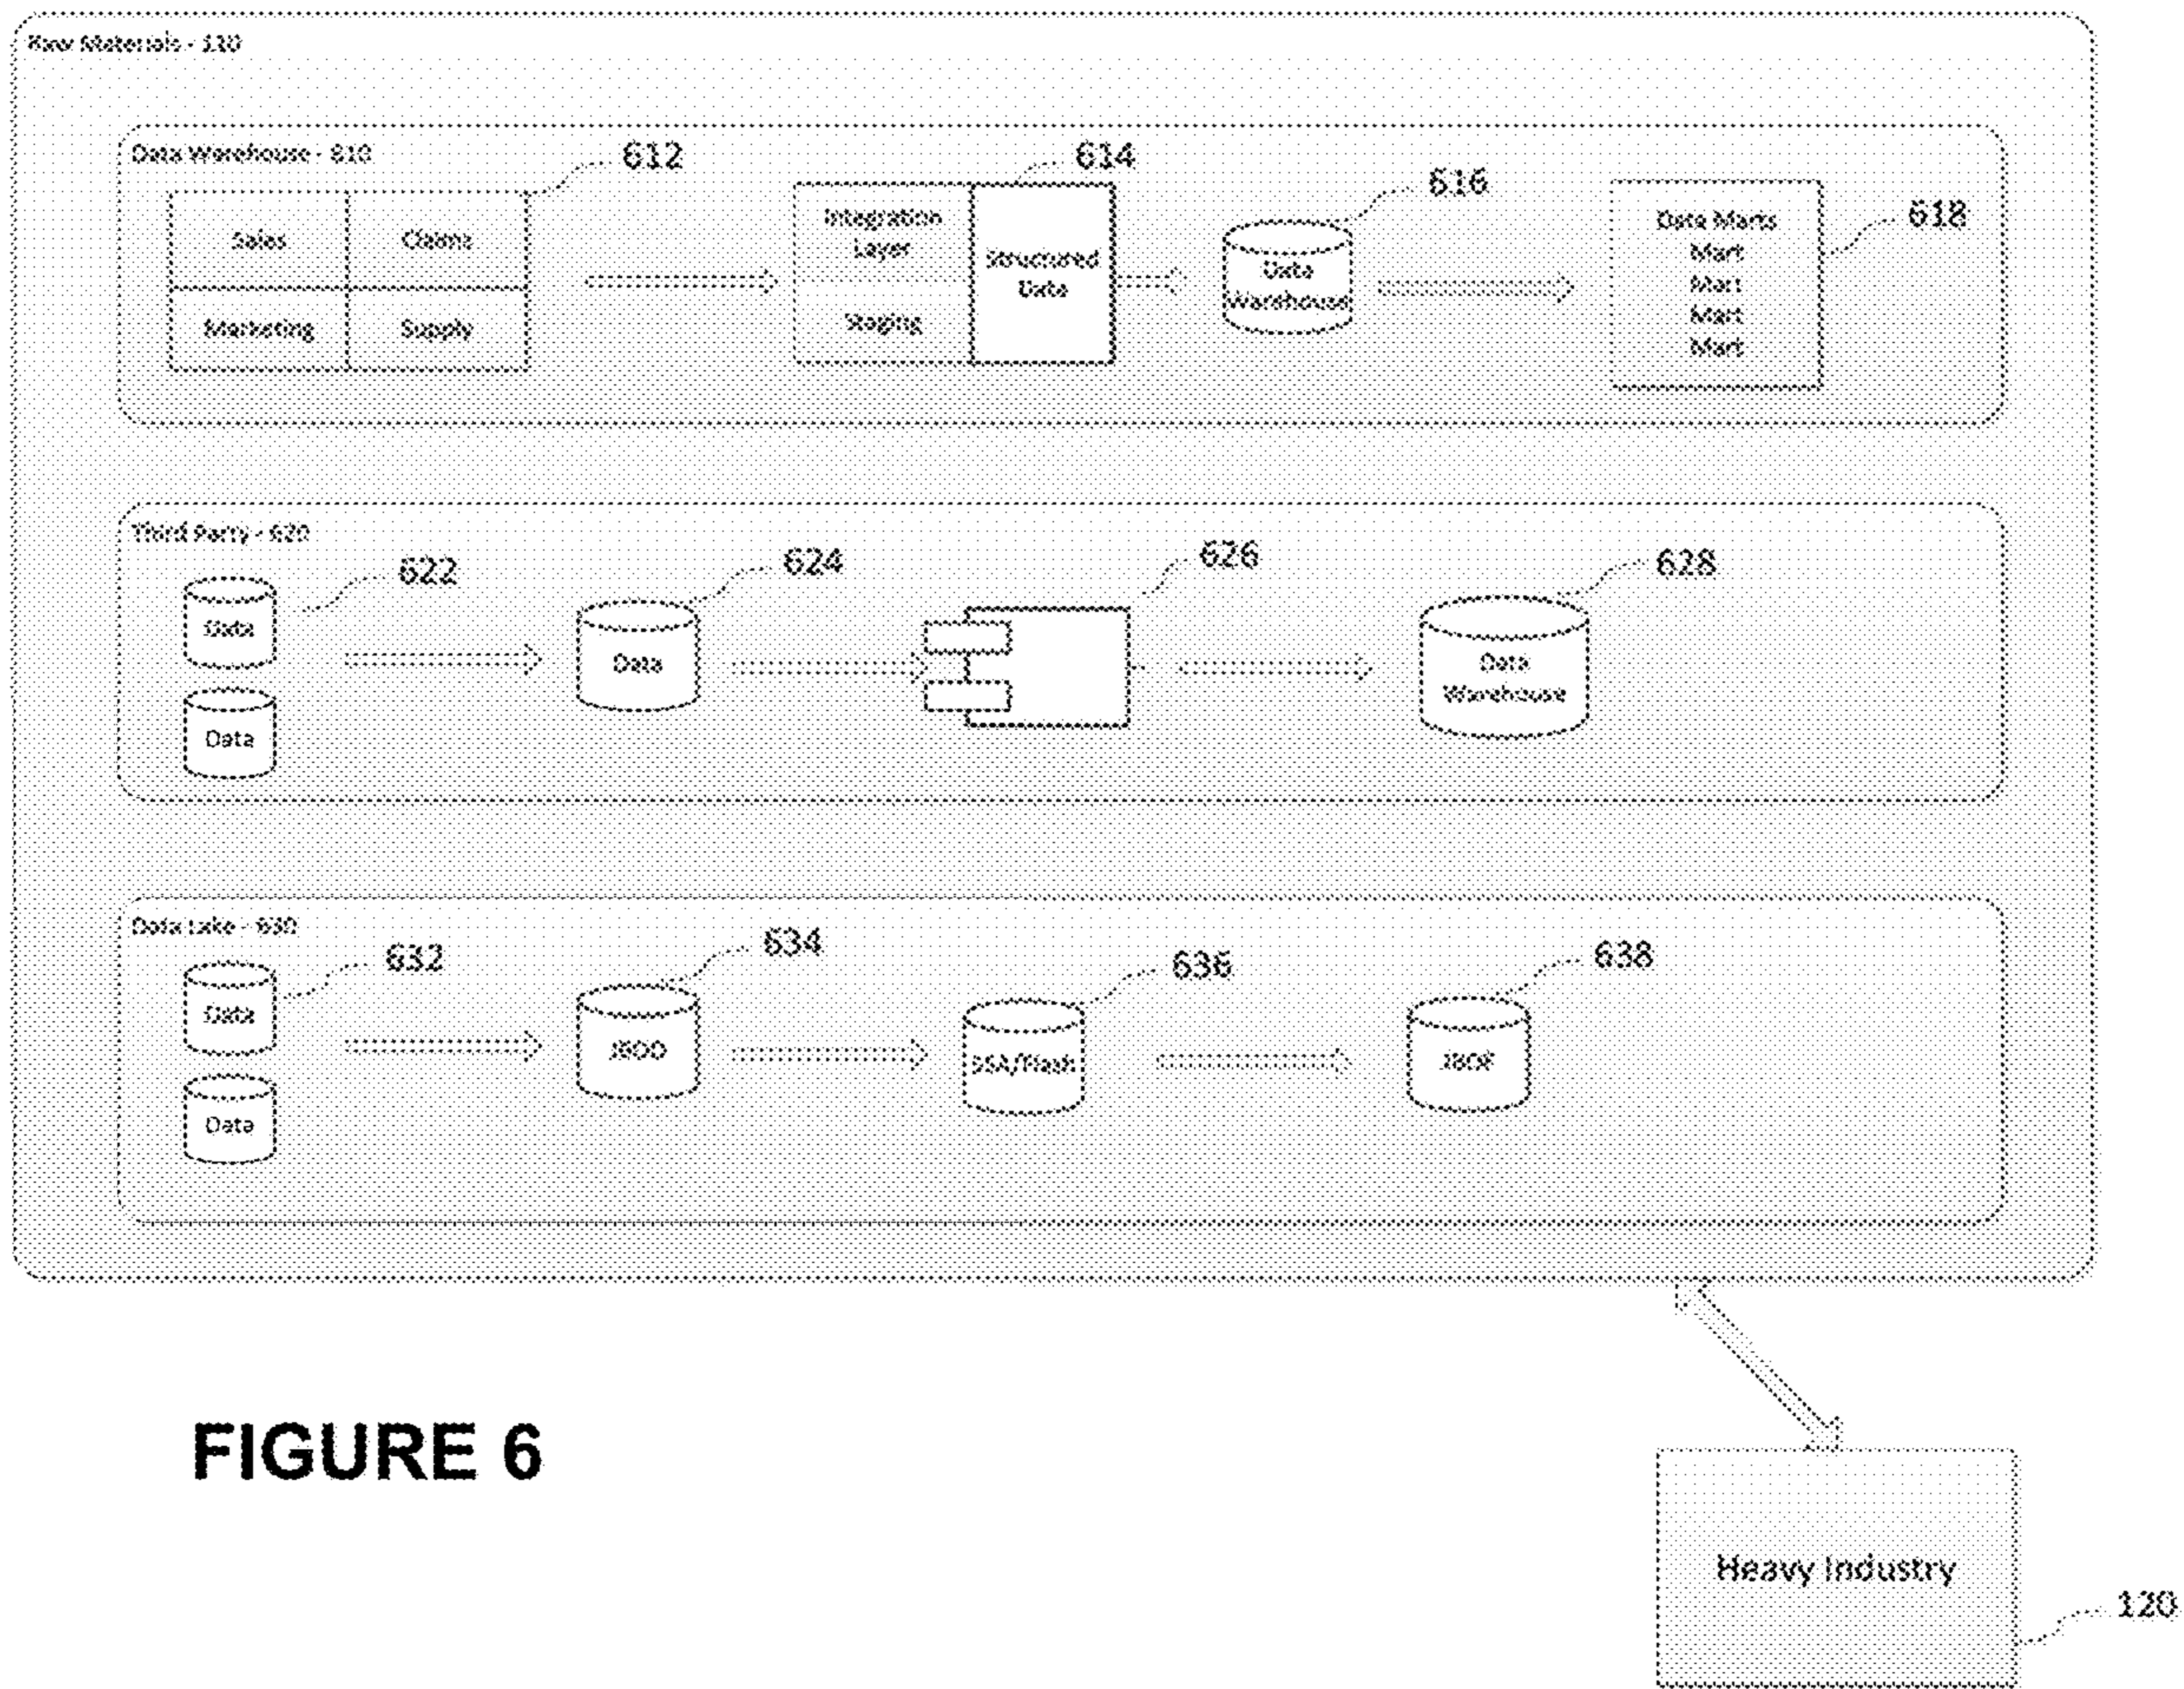 Raw Materials - 110
Data Warehouse - 610
612
614
616
618
Sales
Claims
Marketing
Supply
Integration
Layer
Staging
Structured
Data
Data
Warehouse
Data Marts
Mart
Mart
Mart
Mart
Third Party - 620
622
624
626
628
Data
Data
Data
Data
Warehouse
Data Lake - 630
632
634
636
638
Data
Data
JBOD
SSA/Flash
JBOF
FIGURE 6
Heavy Industry
120